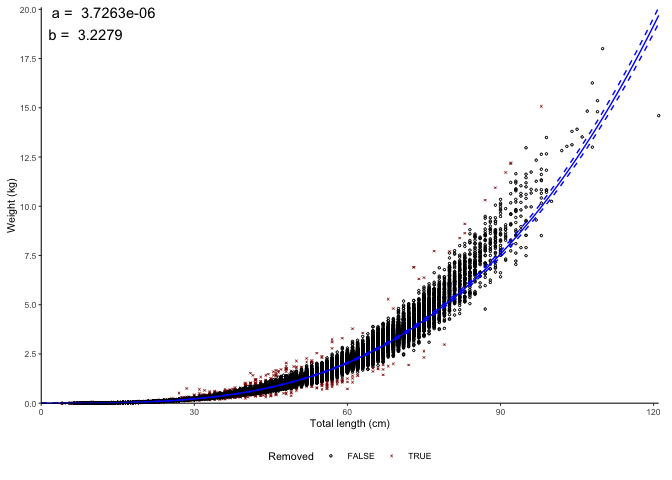 a = 3.7263e-06
b = 3.2279
20.0
17.5
15.0
12.5
10.0
7.5
5.0
2.5
0.0
Weight (kg)
0 30 60 90 120
Total length (cm)
Removed FALSE TRUE